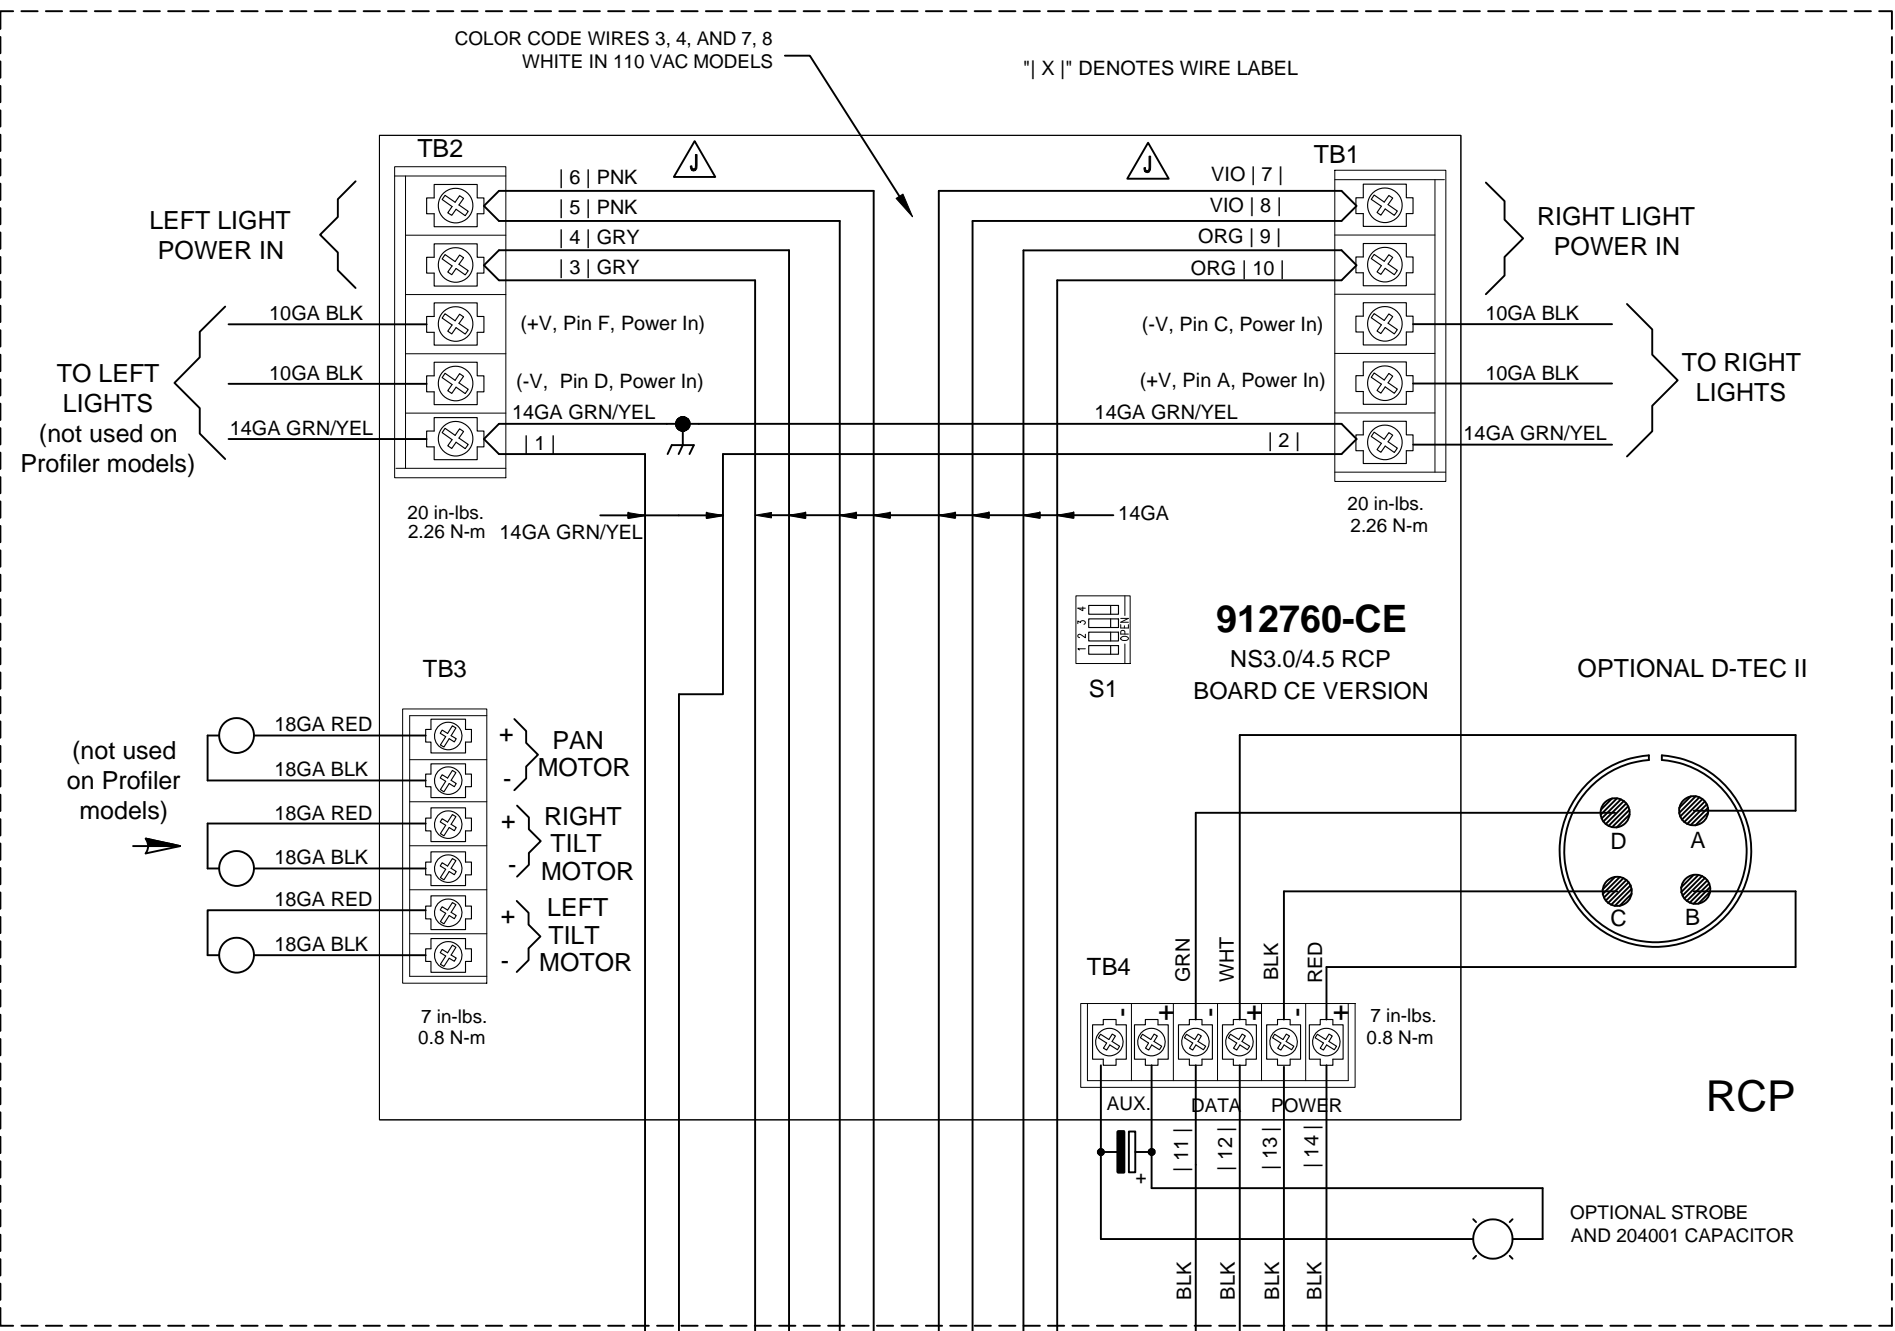 COLOR CODE WIRES 3, 4, AND 7, 8
WHITE IN 110 VAC MODELS
"| X |" DENOTES WIRE LABEL
TB2
J
J
TB1
| 6 | PNK
| 5 | PNK
| 4 | GRY
| 3 | GRY
VIO | 7 |
VIO | 8 |
ORG | 9 |
ORG | 10 |
LEFT LIGHT
POWER IN
RIGHT LIGHT
POWER IN
10GA BLK
(+V, Pin F, Power In)
(-V, Pin C, Power In)
10GA BLK
10GA BLK
(-V, Pin D, Power In)
(+V, Pin A, Power In)
10GA BLK
TO LEFT
LIGHTS
(not used on
Profiler models)
TO RIGHT
LIGHTS
14GA GRN/YEL
14GA GRN/YEL
14GA GRN/YEL
14GA GRN/YEL
| 1 |
| 2 |
20 in-lbs.
2.26 N-m
14GA GRN/YEL
14GA
20 in-lbs.
2.26 N-m
1 2 3 4
OPEN
S1
912760-CE
NS3.0/4.5 RCP
BOARD CE VERSION
OPTIONAL D-TEC II
TB3
(not used
on Profiler
models)
18GA RED
18GA BLK
+
-
PAN
MOTOR
18GA RED
18GA BLK
+
-
RIGHT
TILT
MOTOR
18GA RED
18GA BLK
+
-
LEFT
TILT
MOTOR
7 in-lbs.
0.8 N-m
D
A
C
B
TB4
GRN
WHT
BLK
RED
- + - + - +
7 in-lbs.
0.8 N-m
AUX.
DATA
POWER
RCP
| 11 |
| 12 |
| 13 |
| 14 |
+
OPTIONAL STROBE
AND 204001 CAPACITOR
BLK
BLK
BLK
BLK